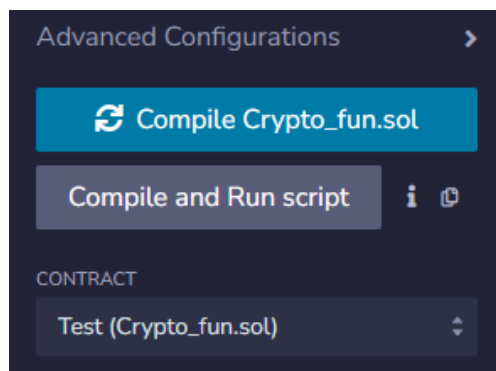 Advanced Configurations
Compile Crypto_fun.sol
Compile and Run script
CONTRACT
Test (Crypto_fun.sol)